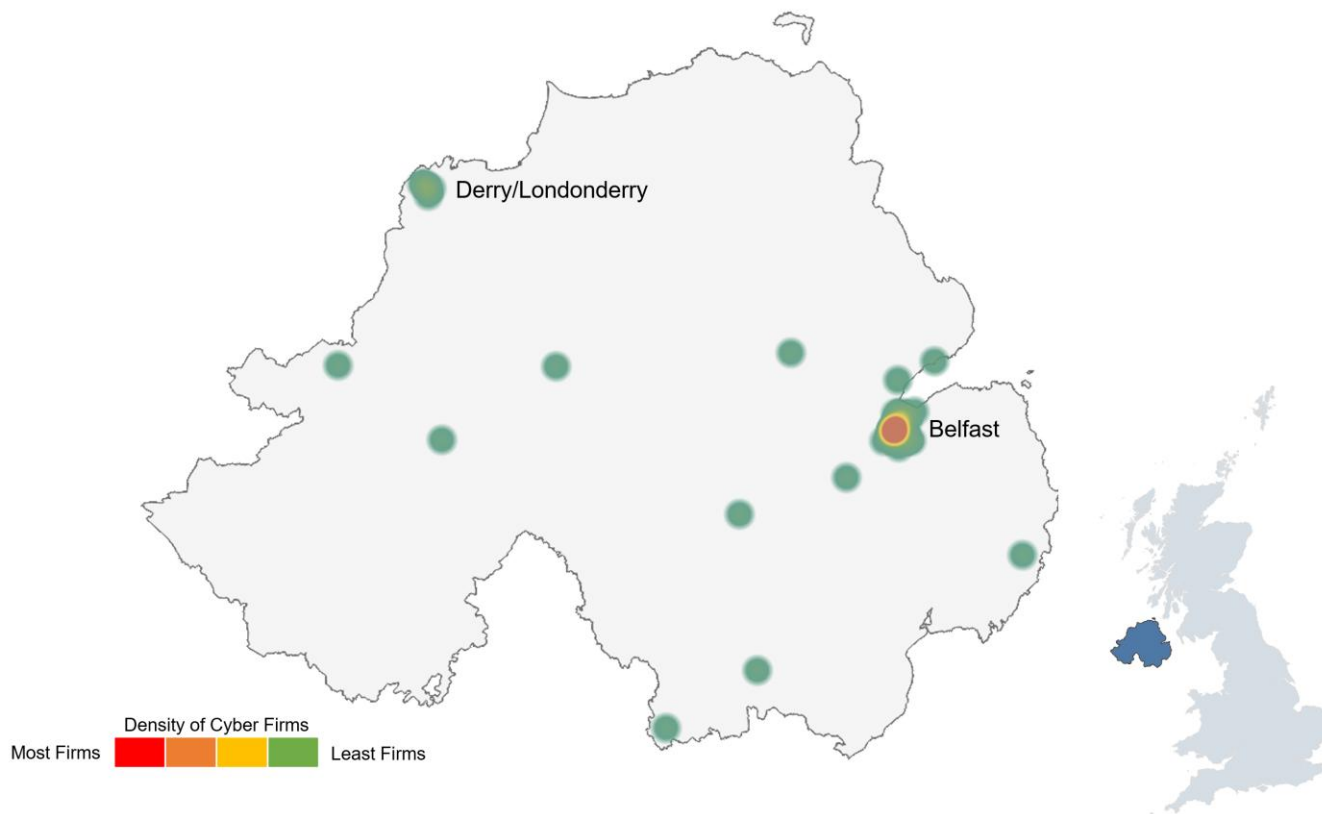 Derry/Londonderry
Belfast
Density of Cyber Firms
Most Firms
Least Firms